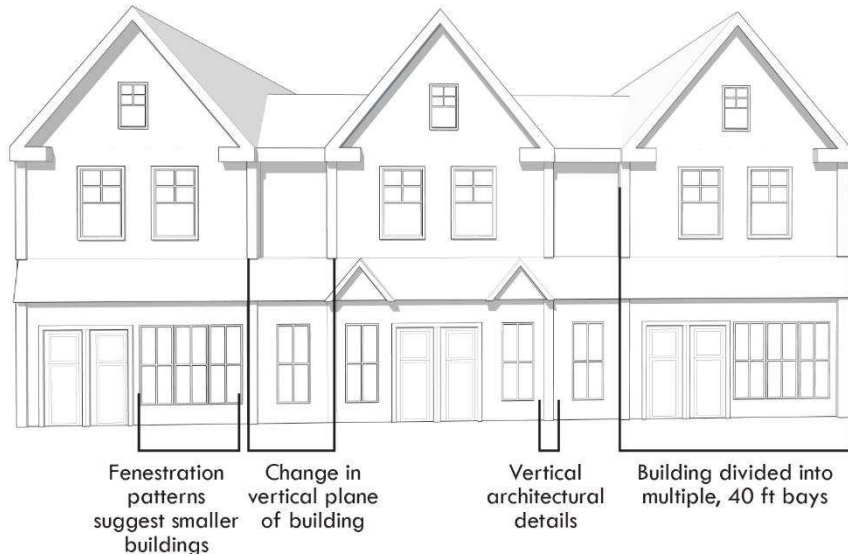 Fenestration
patterns
suggest smaller
buildings
Change in
vertical plane
of building
Vertical
architectural
details
Building divided into
multiple, 40 ft bays